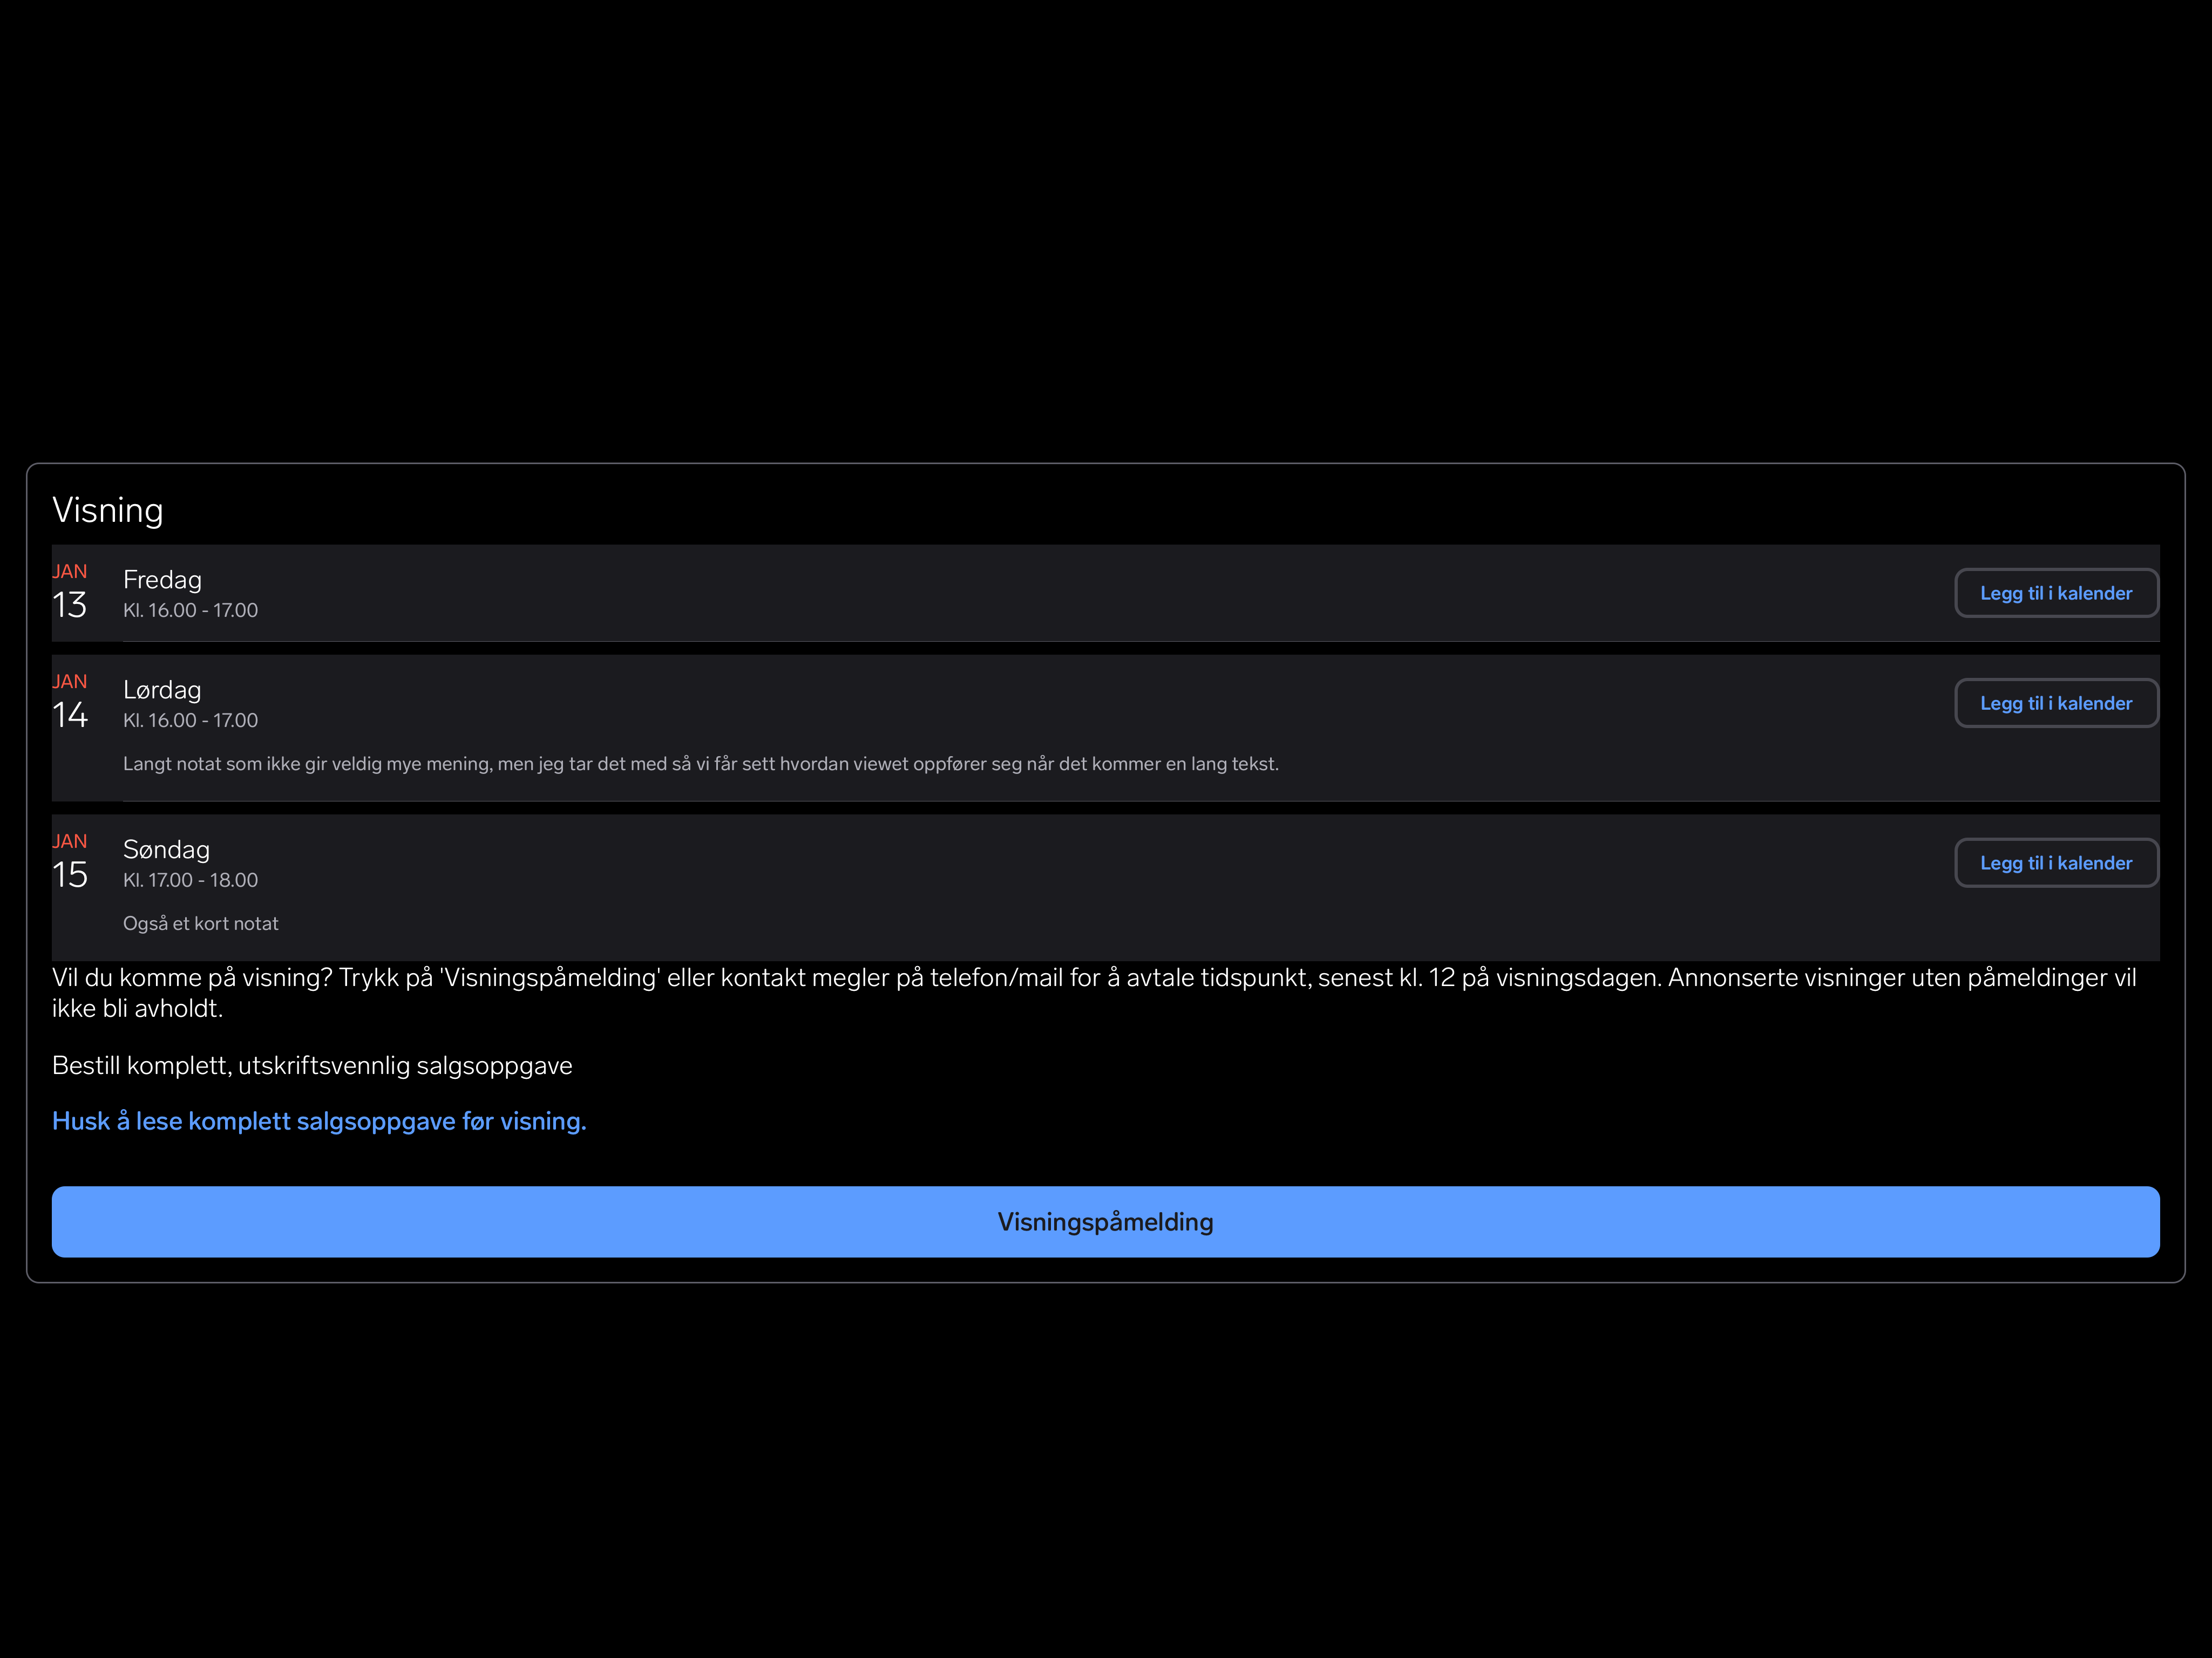 Visning
JAN
13
Fredag
Kl. 16.00 - 17.00
Legg til i kalender
JAN
14
Lørdag
Kl. 16.00 - 17.00
Legg til i kalender
Langt notat som ikke gir veldig mye mening, men jeg tar det med så vi får sett hvordan viewet oppfører seg når det kommer en lang tekst.
JAN
15
Søndag
Kl. 17.00 - 18.00
Legg til i kalender
Også et kort notat
Vil du komme på visning? Trykk på 'Visningspåmelding' eller kontakt megler på telefon/mail for å avtale tidspunkt, senest kl. 12 på visningsdagen. Annonserte visninger uten påmeldinger vil
ikke bli avholdt.
Bestill komplett, utskriftsvennlig salgsoppgave
Husk å lese komplett salgsoppgave før visning.
Visningspåmelding